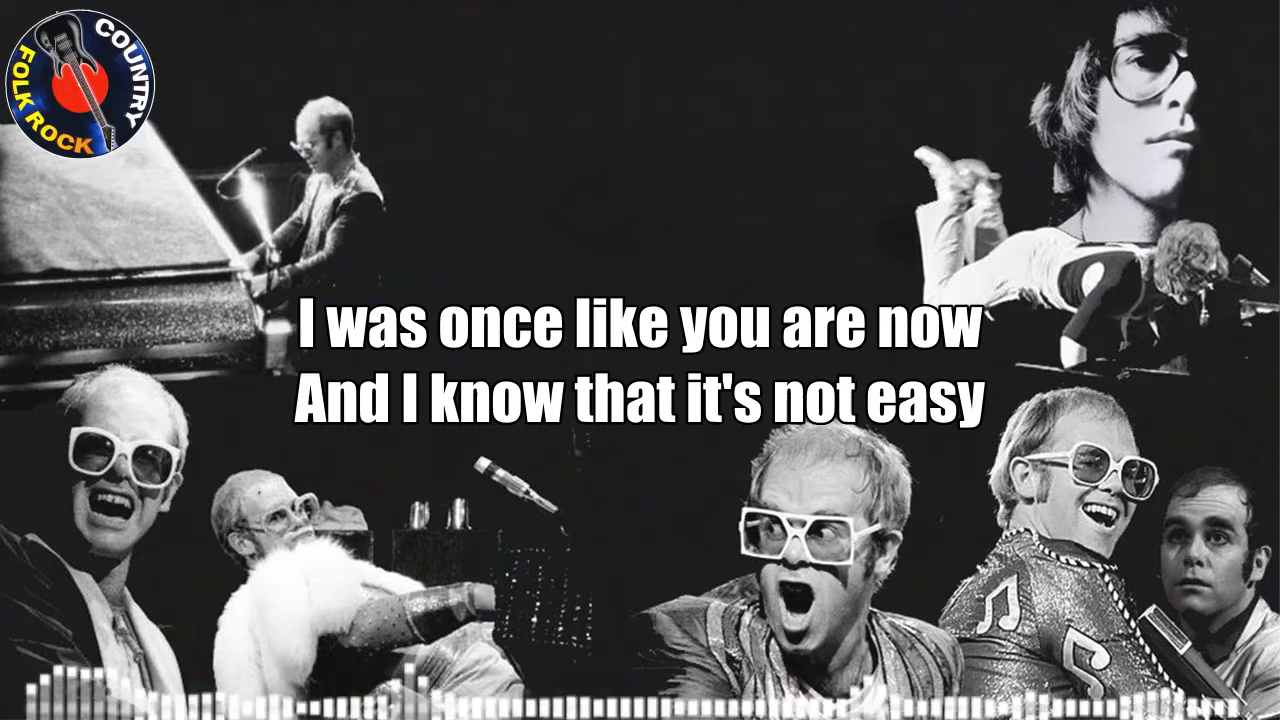 FOLK ROCK
COUNTRY
I was once like you are now
And I know that it's not easy